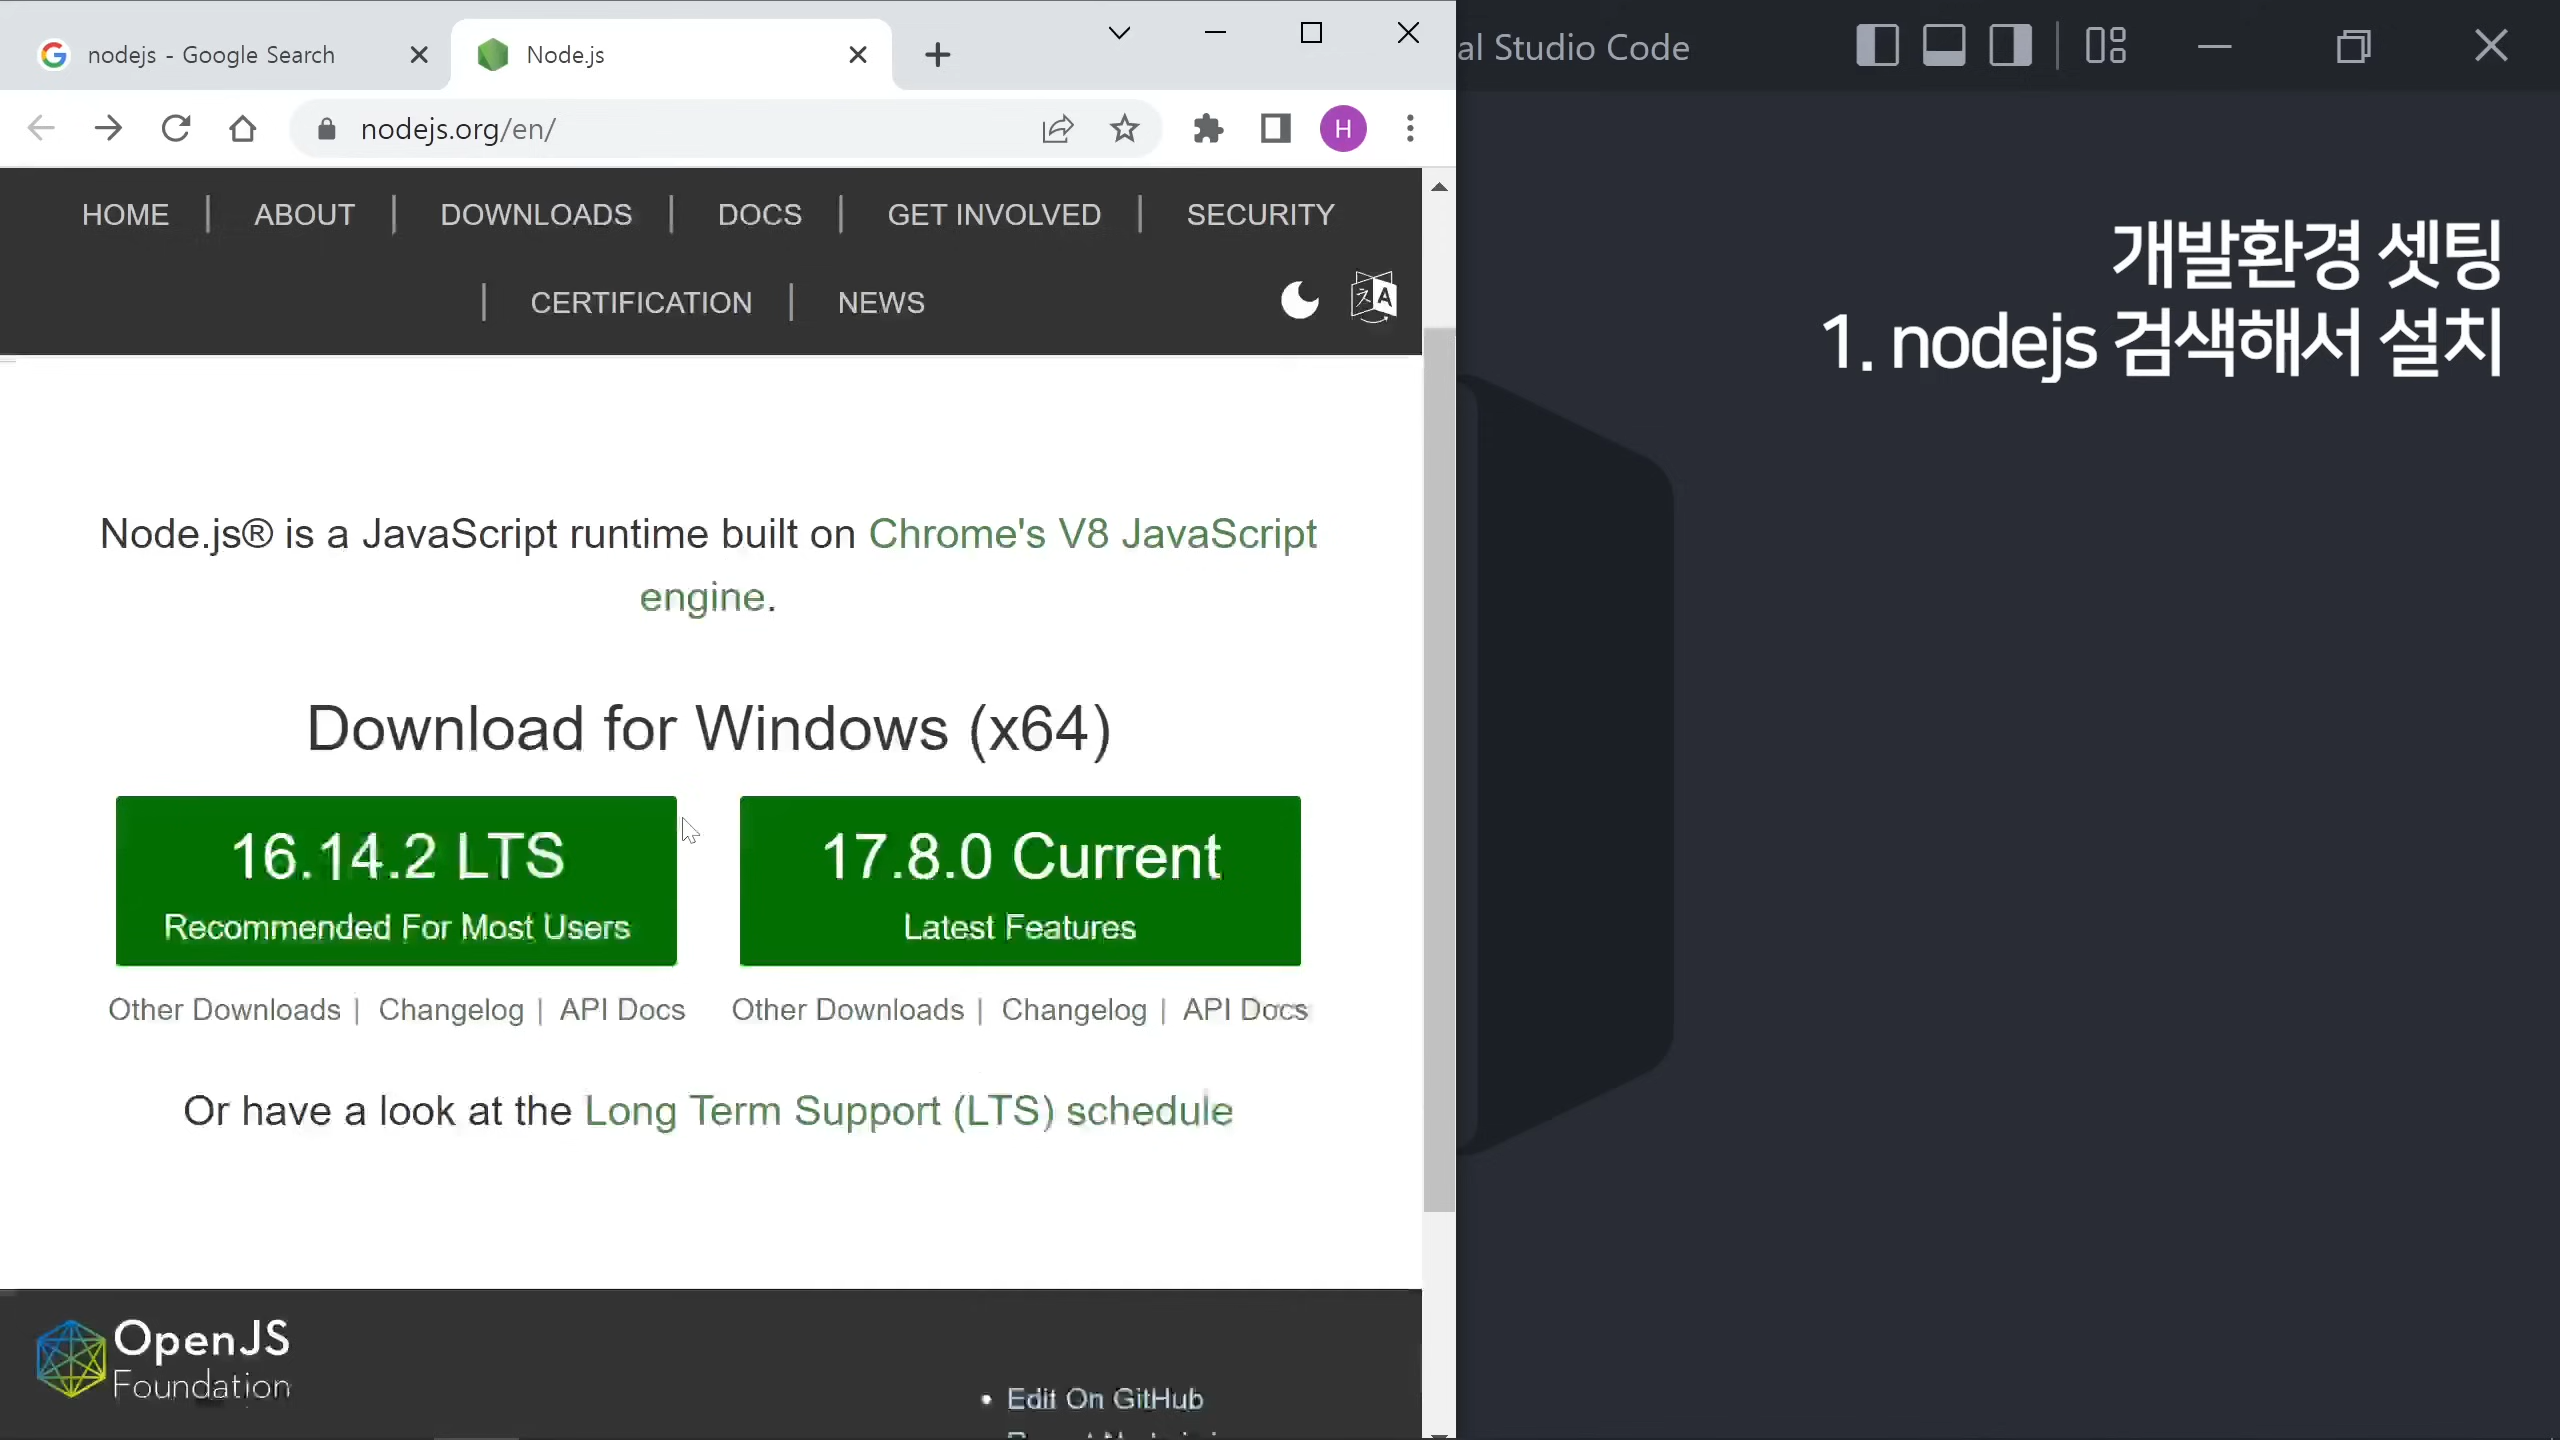 nodejs - Google Search
Node.js
al Studio Code
nodejs.org/en/
H
HOME | ABOUT | DOWNLOADS | DOCS | GET INVOLVED | SECURITY
| CERTIFICATION | NEWS
개발환경 셋팅
1. nodejs 검색해서 설치
Node.js® is a JavaScript runtime built on Chrome's V8 JavaScript
engine.
Download for Windows (x64)
16.14.2 LTS
Recommended For Most Users
17.8.0 Current
Latest Features
Other Downloads | Changelog | API Docs
Other Downloads | Changelog | API Docs
Or have a look at the Long Term Support (LTS) schedule
OpenJS
Foundation
• Edit On GitHub